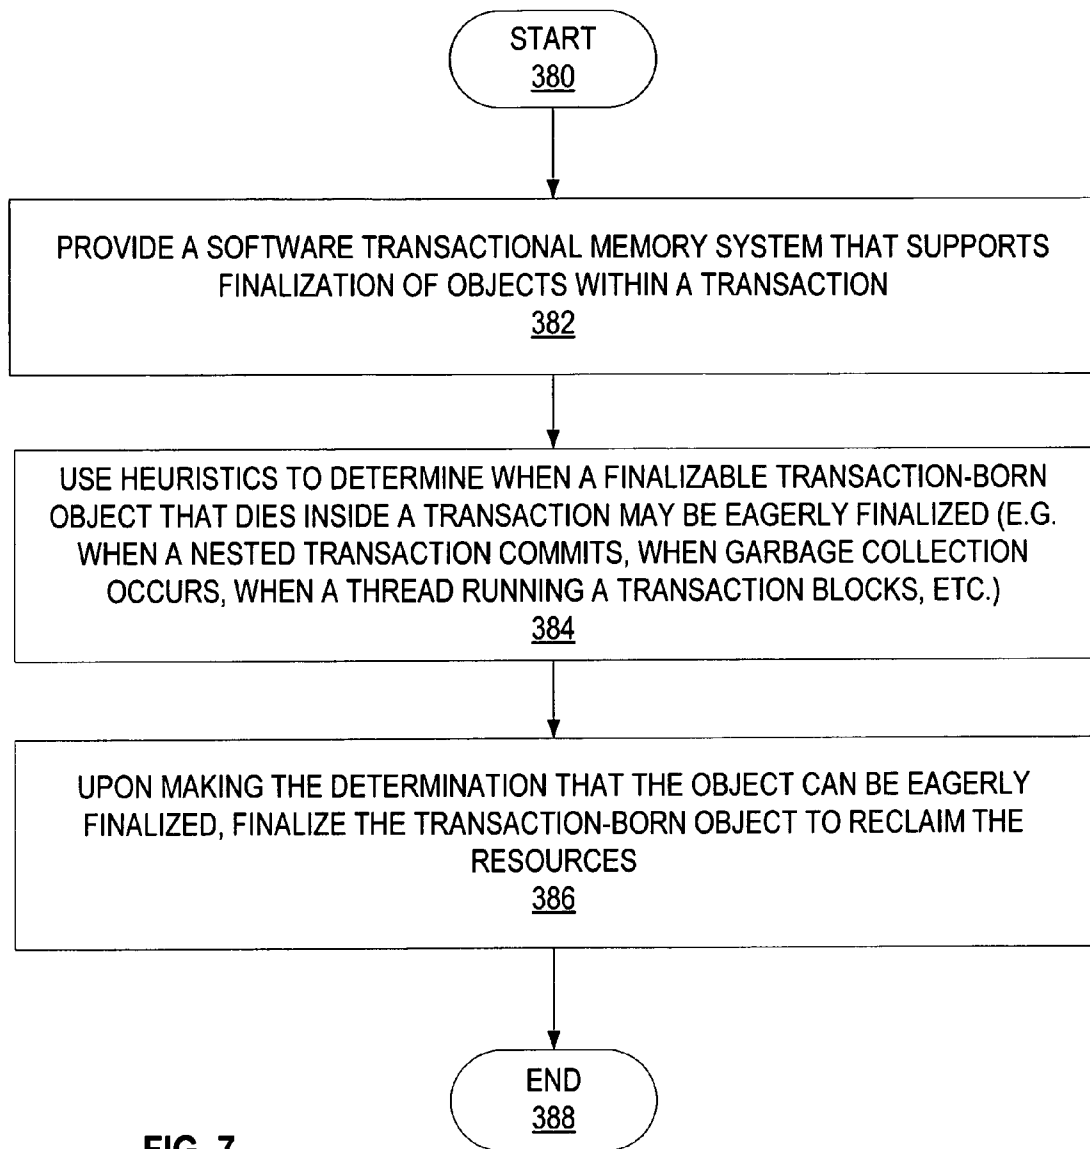 START
380
PROVIDE A SOFTWARE TRANSACTIONAL MEMORY SYSTEM THAT SUPPORTS
FINALIZATION OF OBJECTS WITHIN A TRANSACTION
382
USE HEURISTICS TO DETERMINE WHEN A FINALIZABLE TRANSACTION-BORN
OBJECT THAT DIES INSIDE A TRANSACTION MAY BE EAGERLY FINALIZED (E.G.
WHEN A NESTED TRANSACTION COMMITS, WHEN GARBAGE COLLECTION
OCCURS, WHEN A THREAD RUNNING A TRANSACTION BLOCKS, ETC.)
384
UPON MAKING THE DETERMINATION THAT THE OBJECT CAN BE EAGERLY
FINALIZED, FINALIZE THE TRANSACTION-BORN OBJECT TO RECLAIM THE
RESOURCES
386
END
388
FIG. 7